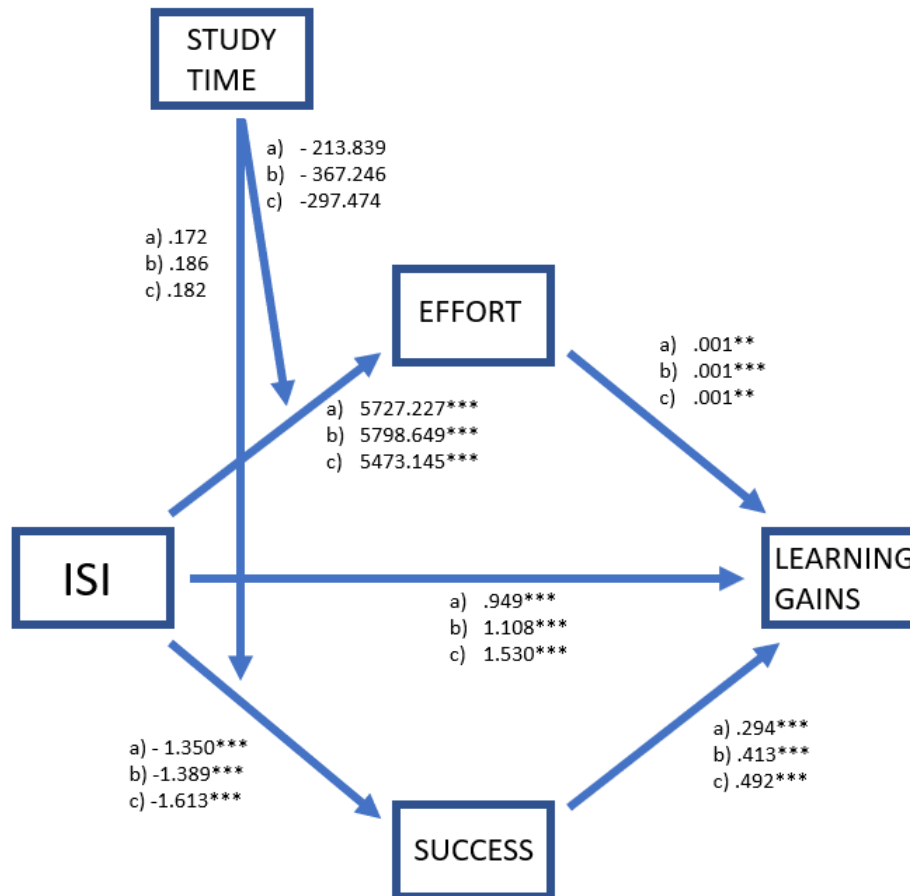 STUDY
TIME
a) - 213.839
b) - 367.246
c) -297.474
a) .172
b) .186
c) .182
EFFORT
a) .001**
b) .001***
c) .001**
a) 5727.227***
b) 5798.649***
c) 5473.145***
ISI
LEARNING
GAINS
a) .949***
b) 1.108***
c) 1.530***
a) - 1.350***
b) -1.389***
c) -1.613***
a) .294***
b) .413***
c) .492***
SUCCESS